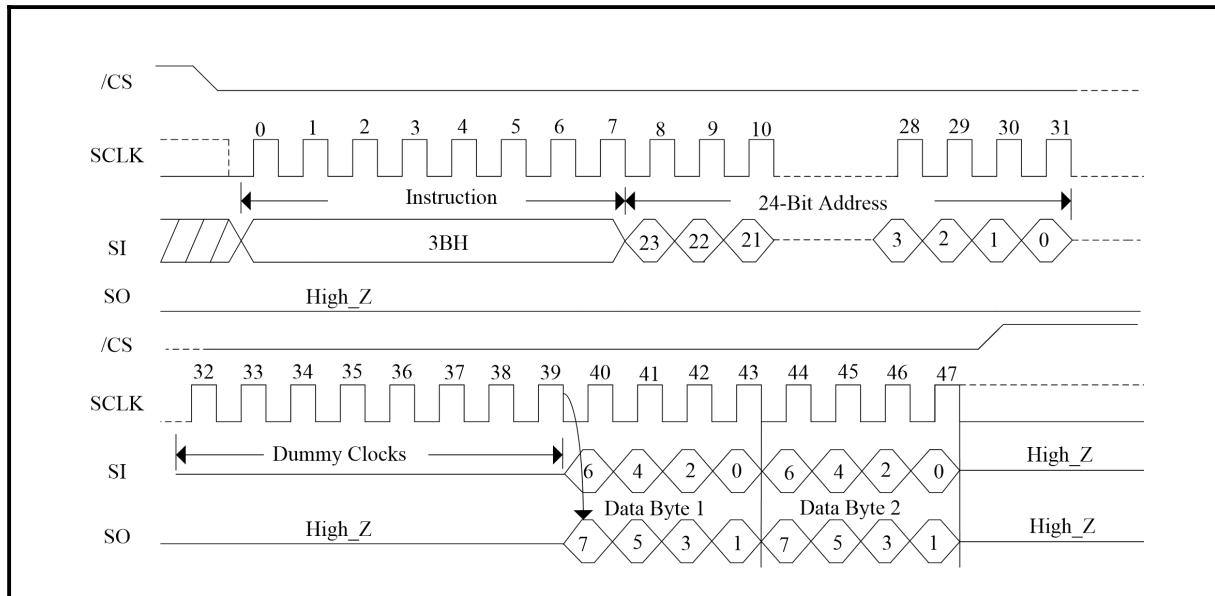 /CS
SCLK 0 1 2 3 4 5 6 7 8 9 10 28 29 30 31
Instruction 24-Bit Address
SI 3BH 23 22 21 3 2 1 0
SO High_Z
/CS
SCLK 32 33 34 35 36 37 38 39 40 41 42 43 44 45 46 47
Dummy Clocks
SI 6 4 2 0 6 4 2 0 High_Z
Data Byte 1 Data Byte 2
SO High_Z 7 5 3 1 7 5 3 1 High_Z